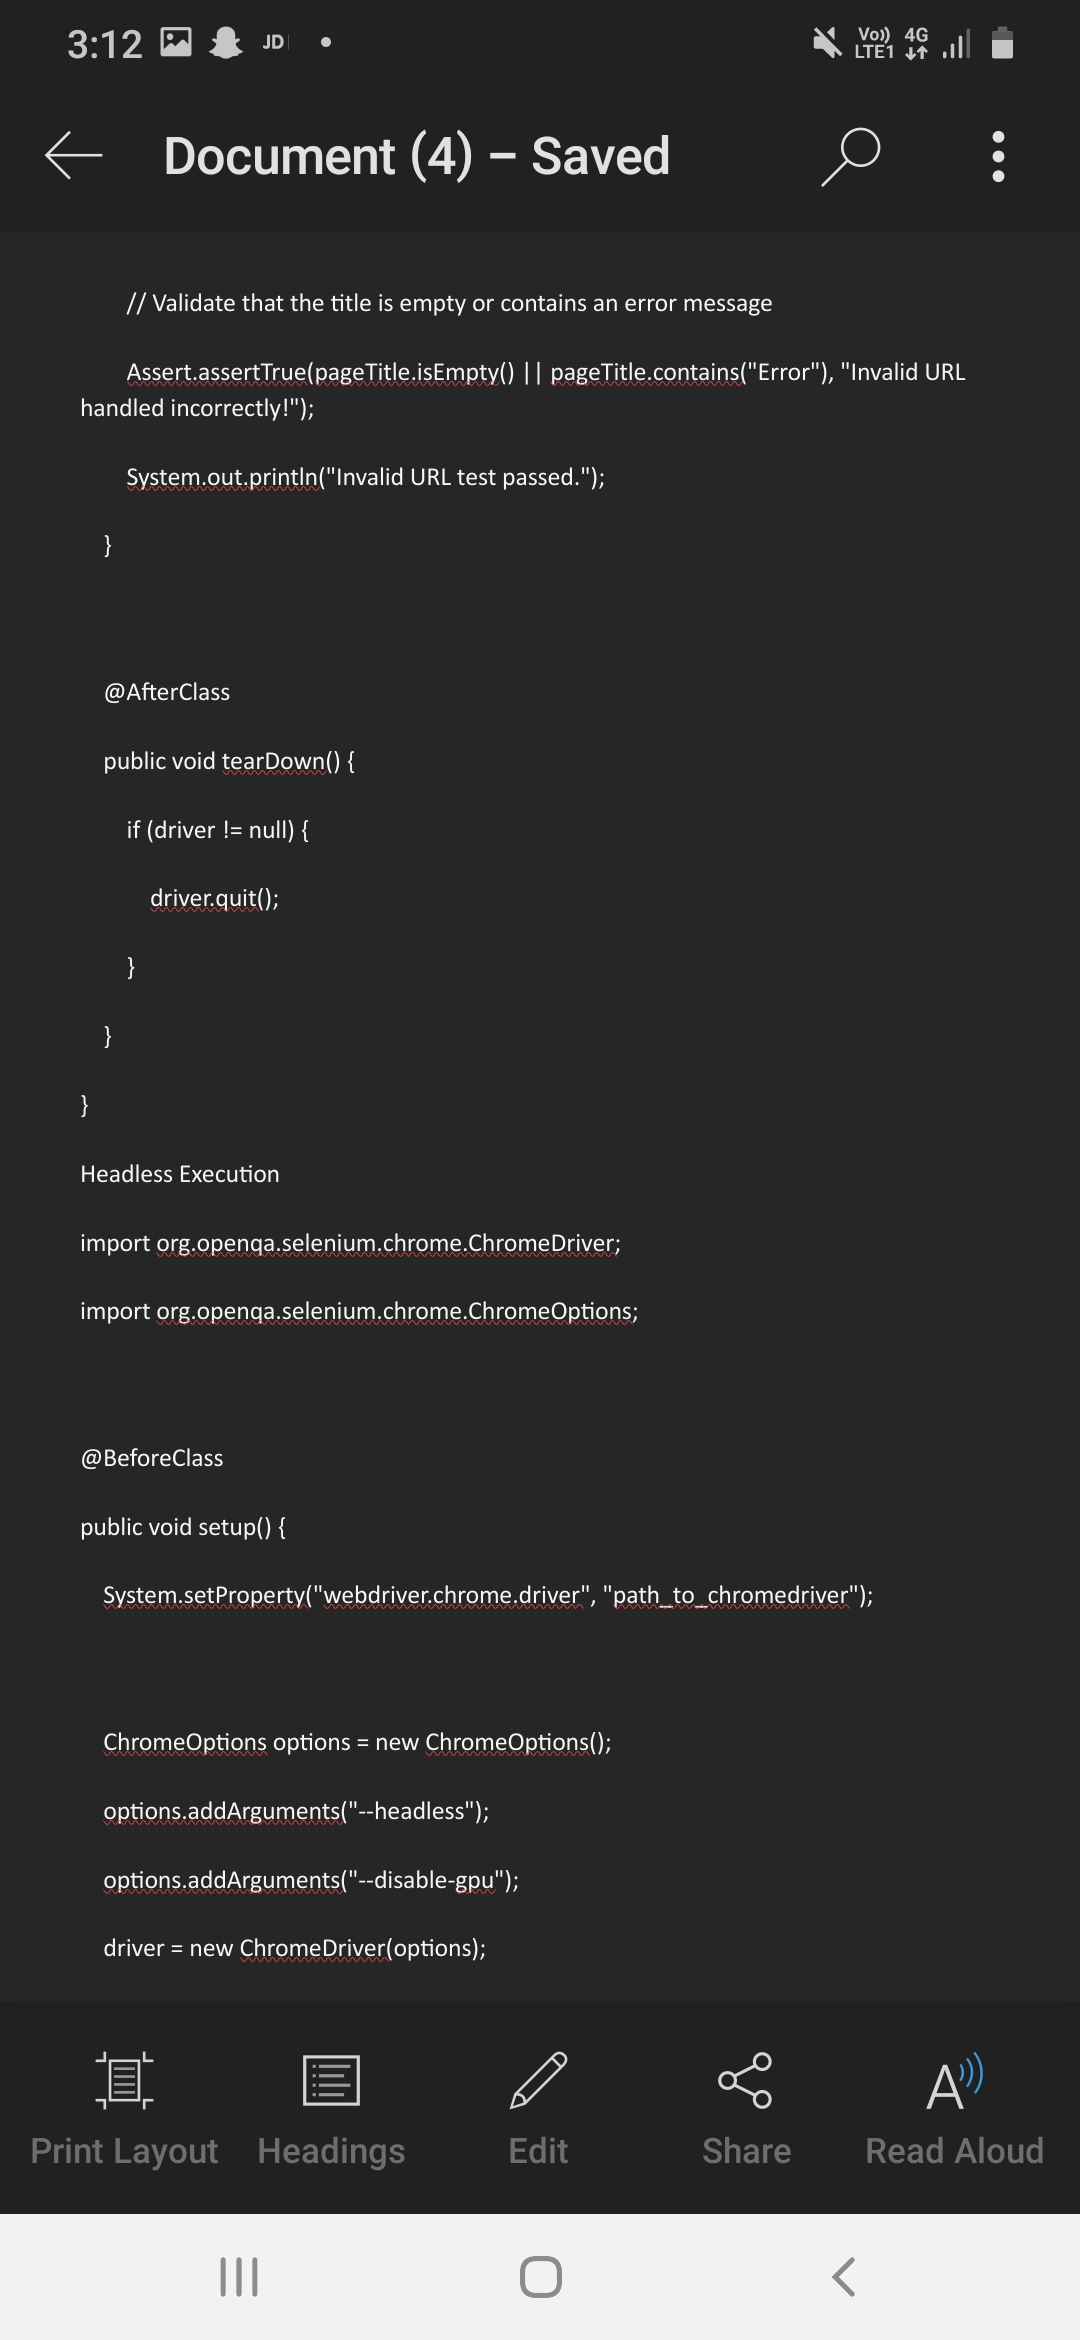 3:12 JD
Vo)) LTE1 4G
Document (4) – Saved
// Validate that the title is empty or contains an error message
Assert.assertTrue(pageTitle.isEmpty() || pageTitle.contains("Error"), "Invalid URL
handled incorrectly!");
System.out.println("Invalid URL test passed.");
}
@AfterClass
public void tearDown() {
if (driver != null) {
driver.quit();
}
}
}
Headless Execution
import org.openqa.selenium.chrome.ChromeDriver;
import org.openqa.selenium.chrome.ChromeOptions;
@BeforeClass
public void setup() {
System.setProperty("webdriver.chrome.driver", "path_to_chromedriver");
ChromeOptions options = new ChromeOptions();
options.addArguments("--headless");
options.addArguments("--disable-gpu");
driver = new ChromeDriver(options);
Print Layout Headings Edit Share Read Aloud